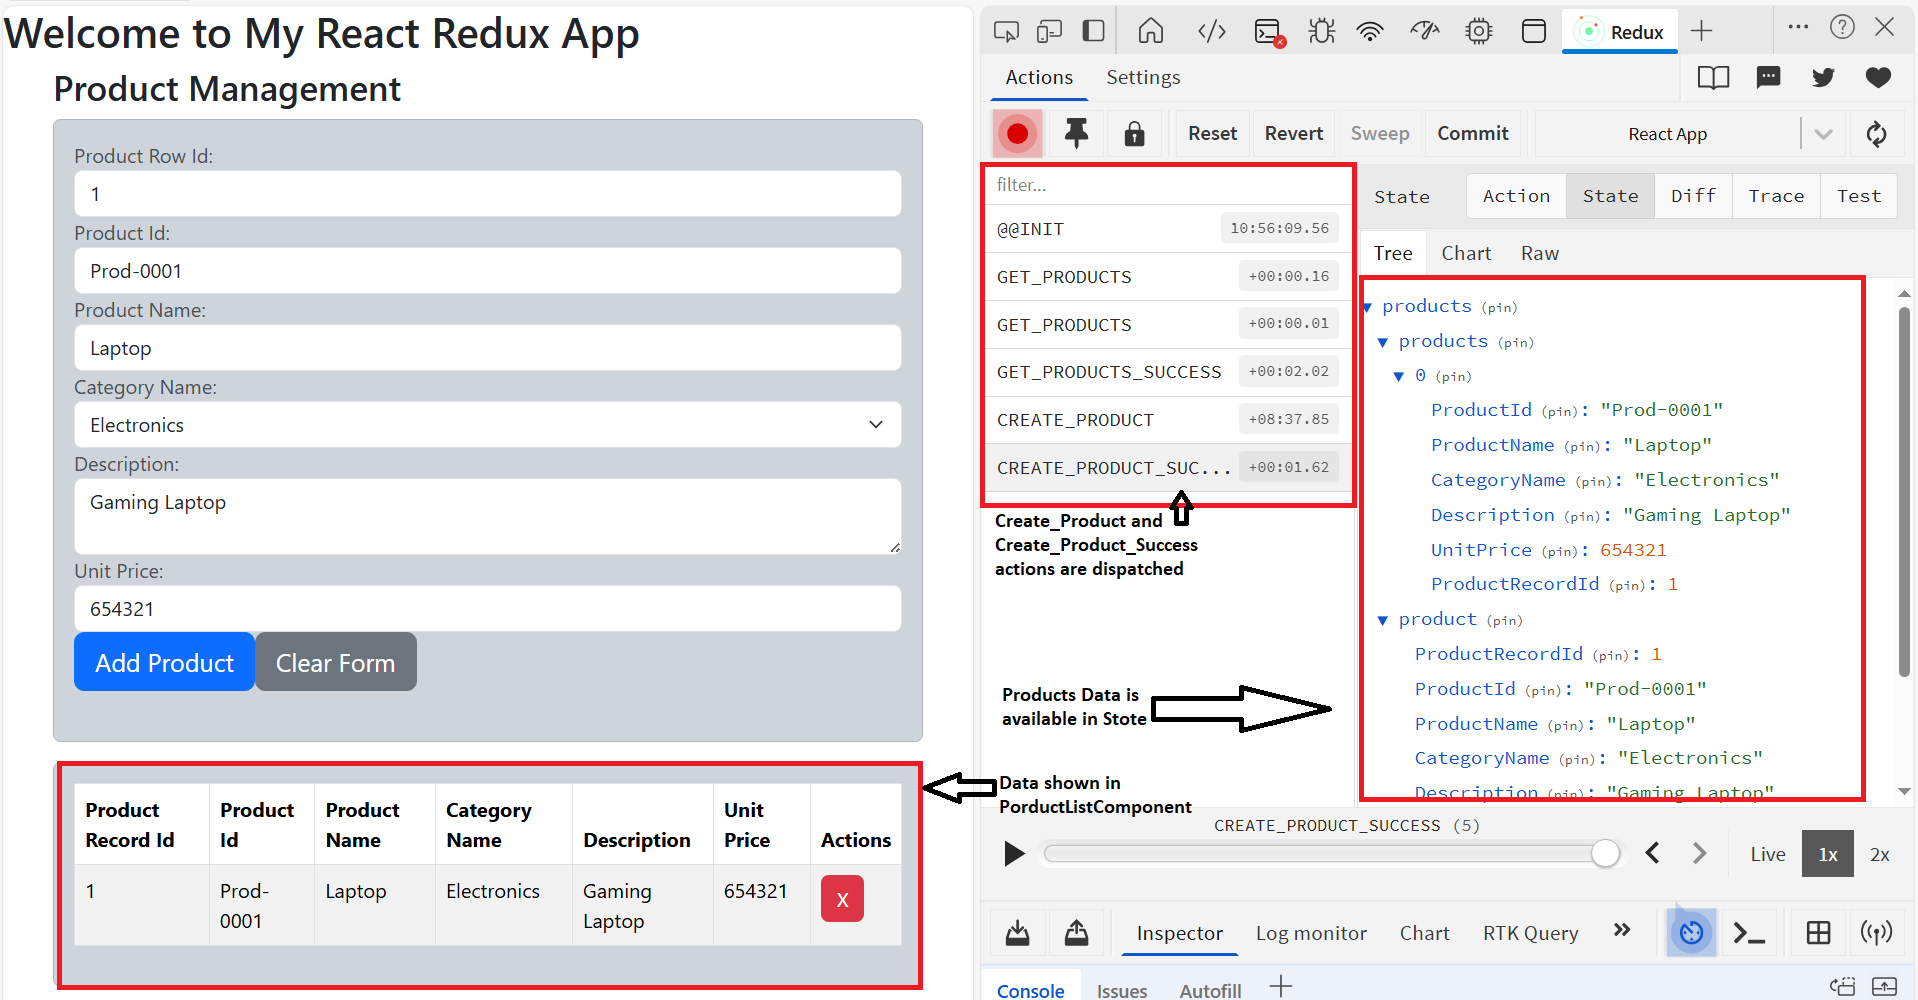 Welcome to My React Redux App
Product Management
Product Row Id:
1
Product Id:
Prod-0001
Product Name:
Laptop
Category Name:
Electronics
Description:
Gaming Laptop
Unit Price:
654321
Add Product Clear Form
Product Record Id Product Id Product Name Category Name Description Unit Price Actions
1 Prod-0001 Laptop Electronics Gaming Laptop 654321 X
Redux
Actions Settings
Reset Revert Sweep Commit React App
filter...
@@INIT 10:56:09.56
GET_PRODUCTS +00:00.16
GET_PRODUCTS +00:00.01
GET_PRODUCTS_SUCCESS +00:02.02
CREATE_PRODUCT +08:37.85
CREATE_PRODUCT_SUC... +00:01.62
Create_Product and
Create_Product_Success
actions are dispatched
Products Data is
available in Stote
Data shown in
PorductListComponent
State Action State Diff Trace Test
Tree Chart Raw
products (pin)
products (pin)
0 (pin)
ProductId (pin): "Prod-0001"
ProductName (pin): "Laptop"
CategoryName (pin): "Electronics"
Description (pin): "Gaming Laptop"
UnitPrice (pin): 654321
ProductRecordId (pin): 1
product (pin)
ProductRecordId (pin): 1
ProductId (pin): "Prod-0001"
ProductName (pin): "Laptop"
CategoryName (pin): "Electronics"
Description (pin): "Gaming Laptop"
CREATE_PRODUCT_SUCCESS (5)
Live 1x 2x
Inspector Log monitor Chart RTK Query
Console Issues Autofill